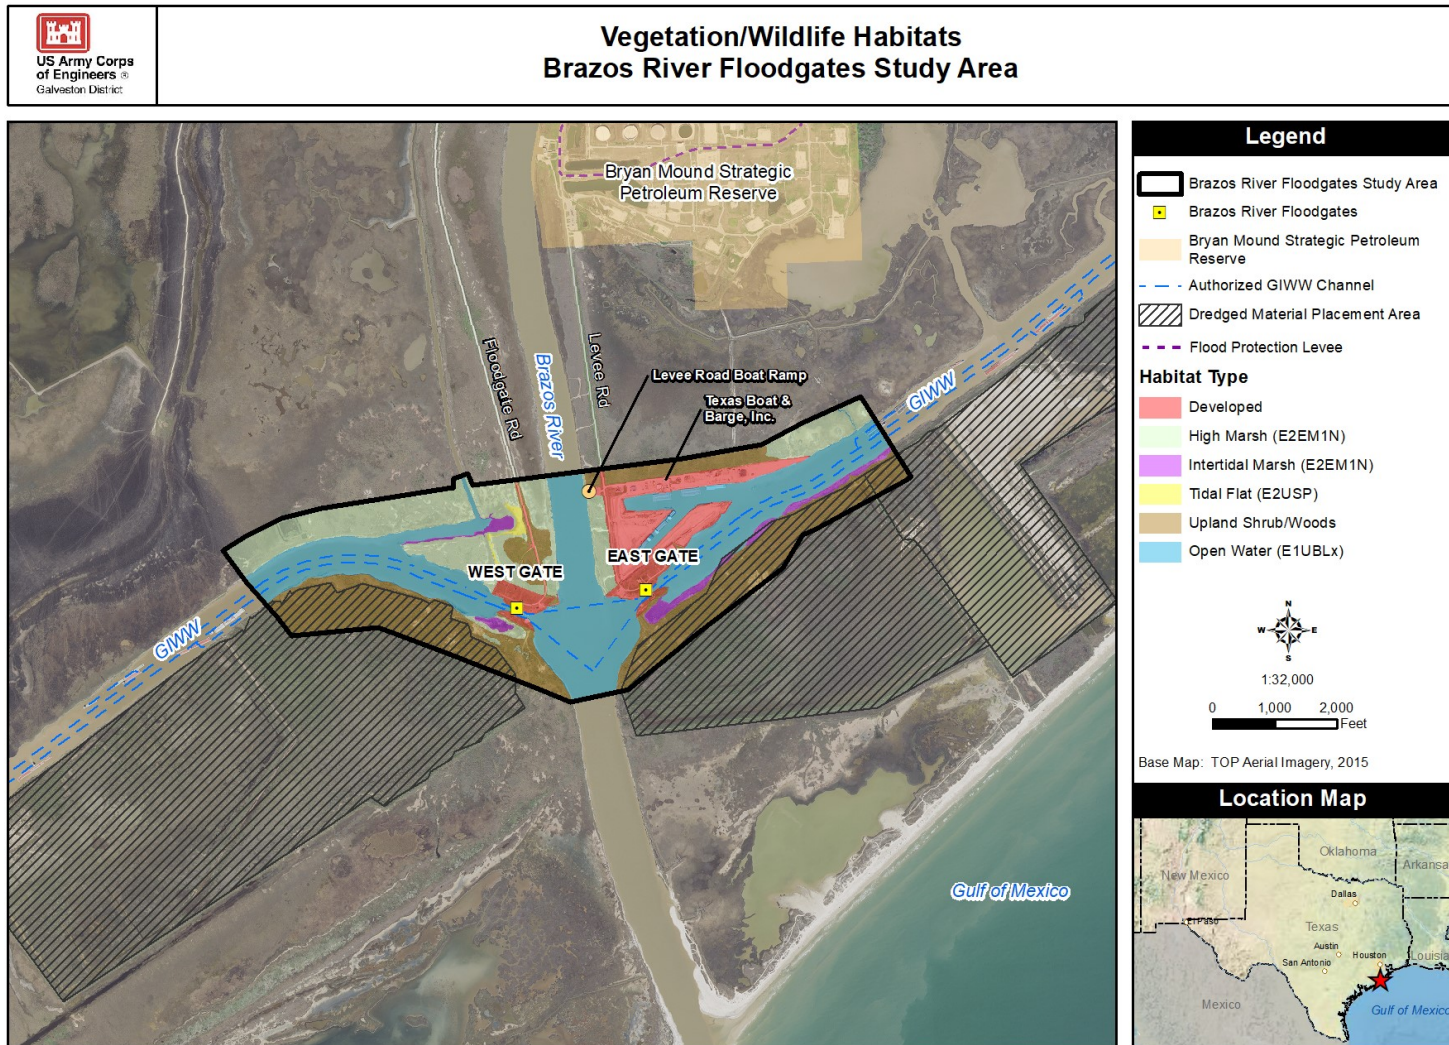 US Army Corps
of Engineers ®
Galveston District
Vegetation/Wildlife Habitats
Brazos River Floodgates Study Area
Bryan Mound Strategic
Petroleum Reserve
Floodgate Rd
Brazos River
Levee Rd
Levee Road Boat Ramp
Texas Boat &
Barge, Inc.
GIWW
WEST GATE
EAST GATE
GIWW
Gulf of Mexico
Legend
Brazos River Floodgates Study Area
Brazos River Floodgates
Bryan Mound Strategic Petroleum
Reserve
Authorized GIWW Channel
Dredged Material Placement Area
Flood Protection Levee
Habitat Type
Developed
High Marsh (E2EM1N)
Intertidal Marsh (E2EM1N)
Tidal Flat (E2USP)
Upland Shrub/Woods
Open Water (E1UBLx)
N
W E
S
1:32,000
0 1,000 2,000
Feet
Base Map: TOP Aerial Imagery, 2015
Location Map
Oklahoma
Arkansa
New Mexico
Dallas
El Paso
Texas
Austin
Houston
San Antonio
Louisia
Mexico
Gulf of Mexico